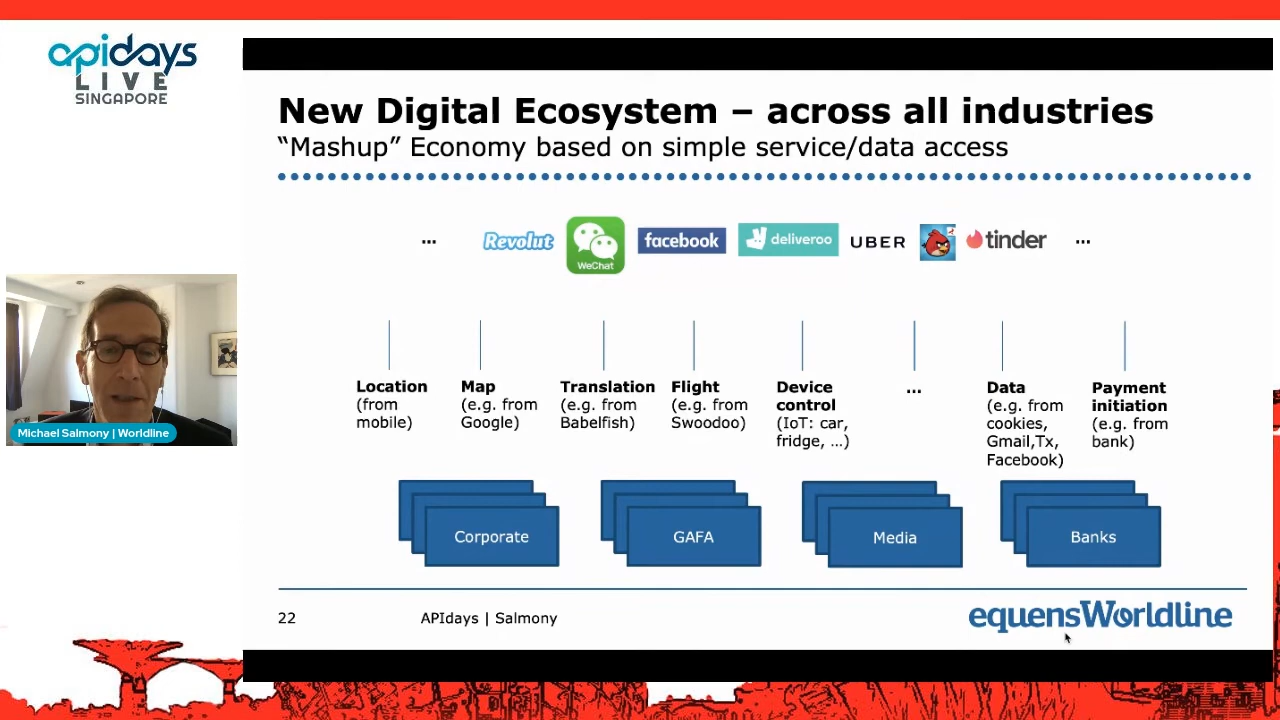 apidays
LIVE
SINGAPORE
New Digital Ecosystem – across all industries
“Mashup” Economy based on simple service/data access
...
Revolut
WeChat
facebook
deliveroo
UBER
tinder
...
Location
(from
mobile)
Map
(e.g. from
Google)
Translation
(e.g. from
Babelfish)
Flight
(e.g. from
Swoodoo)
Device
control
(IoT: car,
fridge, ...)
...
Data
(e.g. from
cookies,
Gmail,Tx,
Facebook)
Payment
initiation
(e.g. from
bank)
Corporate
GAFA
Media
Banks
Michael Salmony | Worldline
22
APIdays | Salmony
equensWorldline